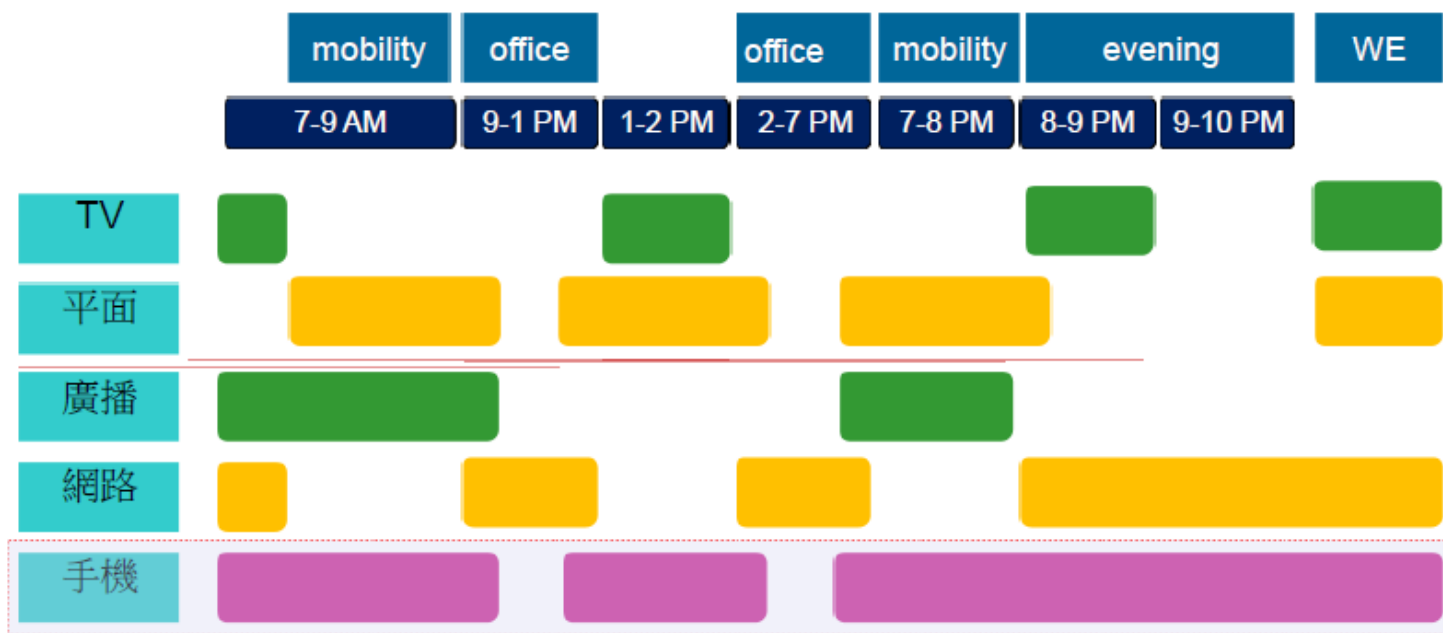 mobility office office mobility evening WE
7-9 AM 9-1 PM 1-2 PM 2-7 PM 7-8 PM 8-9 PM 9-10 PM
TV
平面
廣播
網路
手機